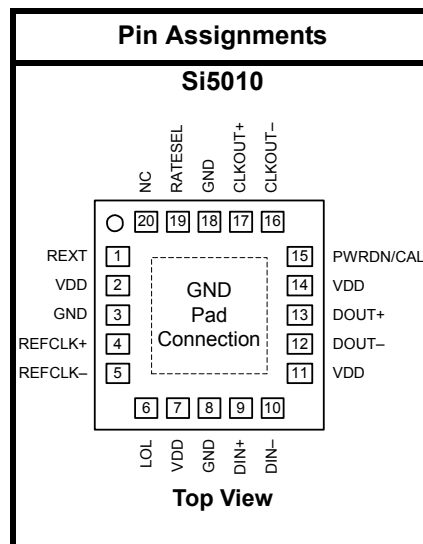 Pin Assignments
Si5010
NC
RATESEL
GND
CLKOUT+
CLKOUT–
20 19 18 17 16
REXT 1
VDD 2
GND 3
REFCLK+ 4
REFCLK– 5
GND
Pad
Connection
15 PWRDN/CAL
14 VDD
13 DOUT+
12 DOUT–
11 VDD
6 7 8 9 10
LOL
VDD
GND
DIN+
DIN–
Top View